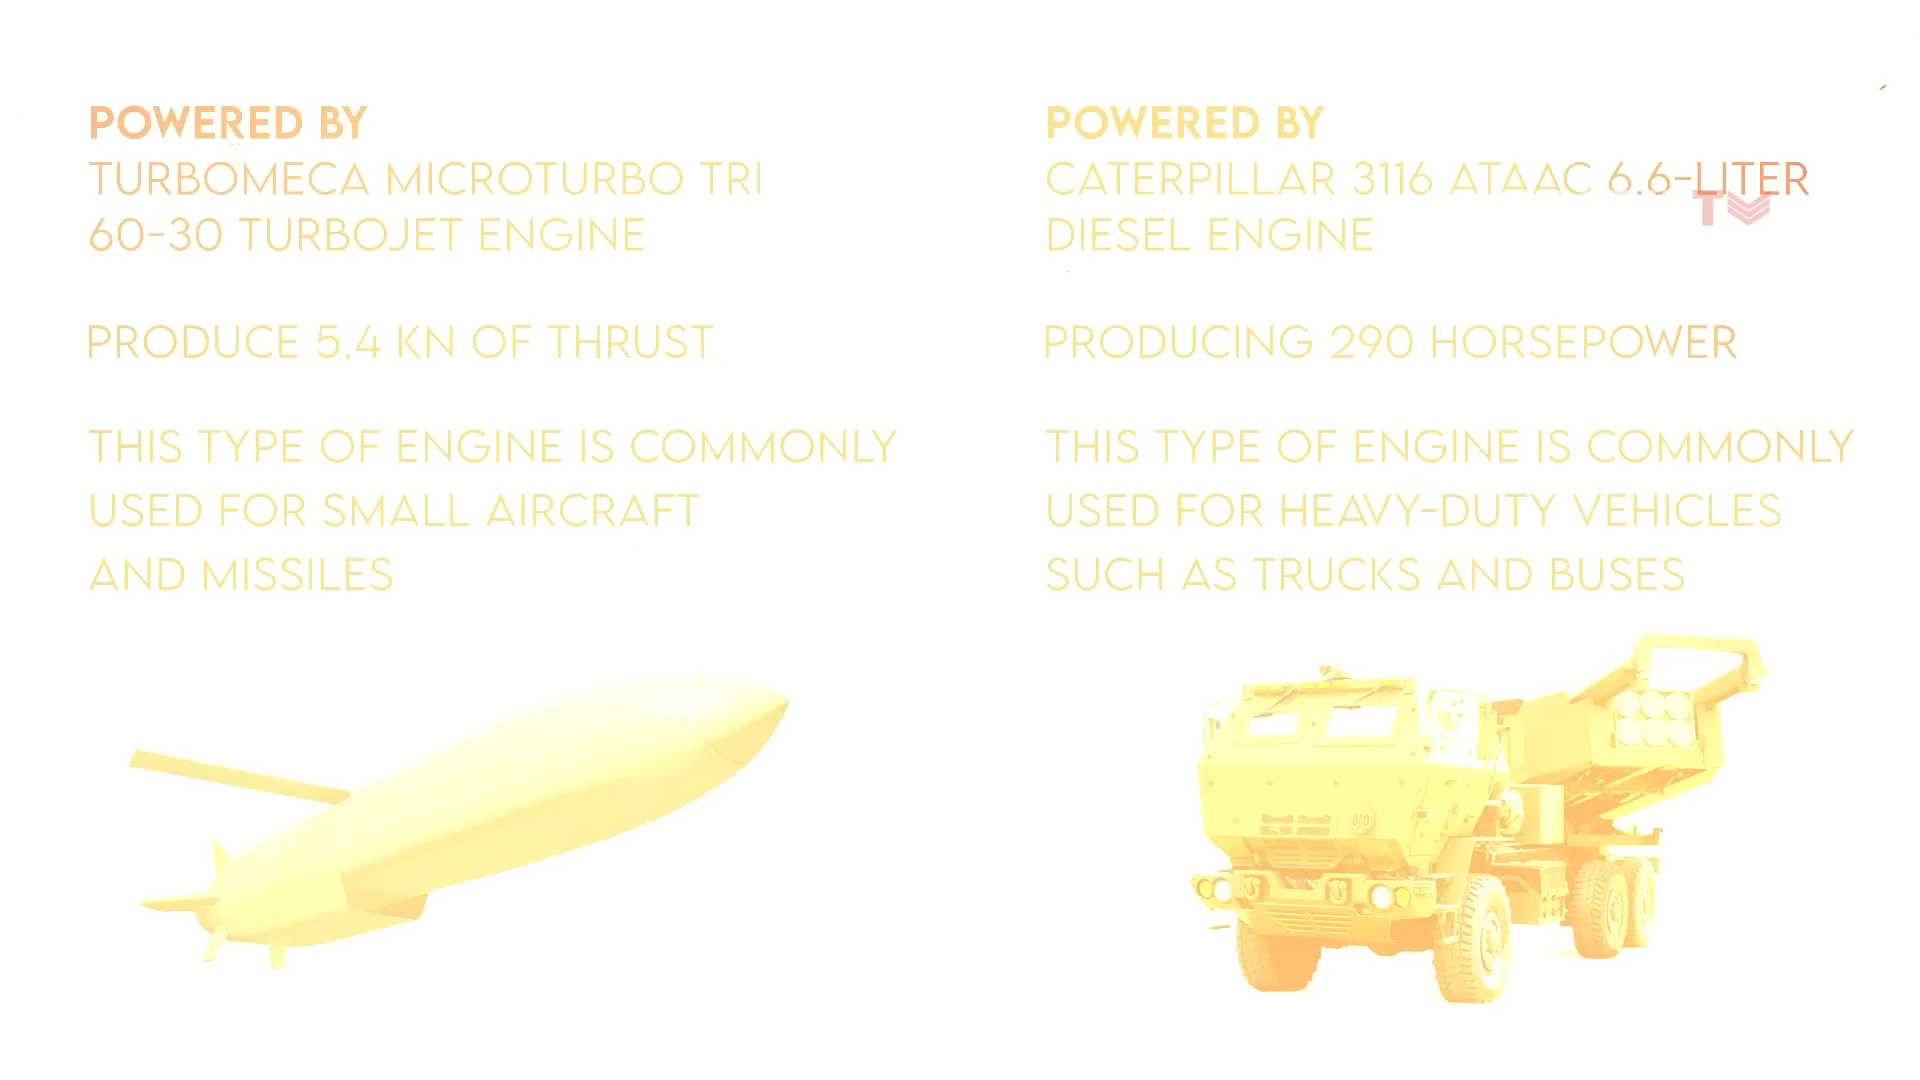 POWERED BY
TURBOMECA MICROTURBO TRI
60-30 TURBOJET ENGINE
PRODUCE 5.4 KN OF THRUST
THIS TYPE OF ENGINE IS COMMONLY
USED FOR SMALL AIRCRAFT
AND MISSILES
POWERED BY
CATERPILLAR 3116 ATAAC 6.6-LITER
DIESEL ENGINE
PRODUCING 290 HORSEPOWER
THIS TYPE OF ENGINE IS COMMONLY
USED FOR HEAVY-DUTY VEHICLES
SUCH AS TRUCKS AND BUSES